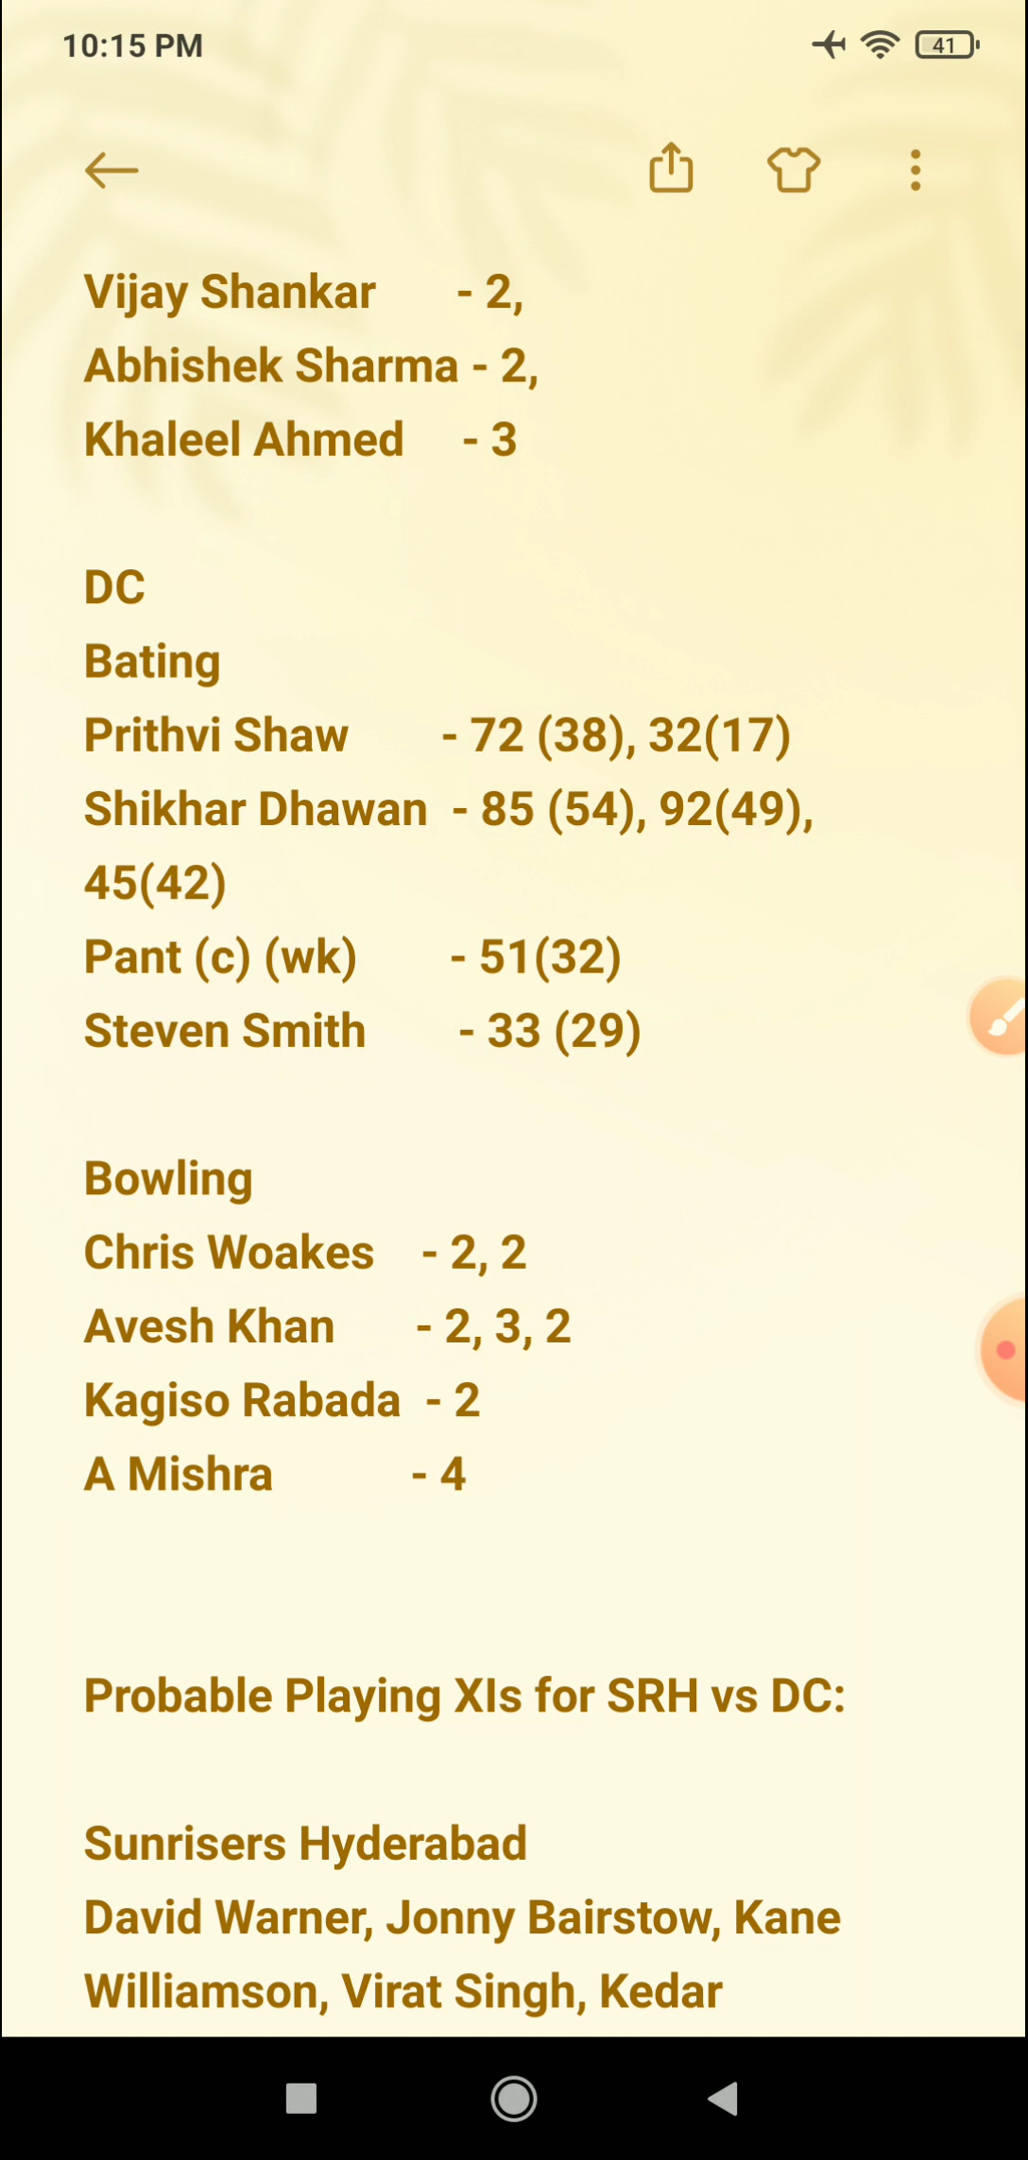 10:15 PM
41
Vijay Shankar - 2,
Abhishek Sharma - 2,
Khaleel Ahmed - 3
DC
Bating
Prithvi Shaw - 72 (38), 32(17)
Shikhar Dhawan - 85 (54), 92(49),
45(42)
Pant (c) (wk) - 51(32)
Steven Smith - 33 (29)
Bowling
Chris Woakes - 2, 2
Avesh Khan - 2, 3, 2
Kagiso Rabada - 2
A Mishra - 4
Probable Playing XIs for SRH vs DC:
Sunrisers Hyderabad
David Warner, Jonny Bairstow, Kane
Williamson, Virat Singh, Kedar